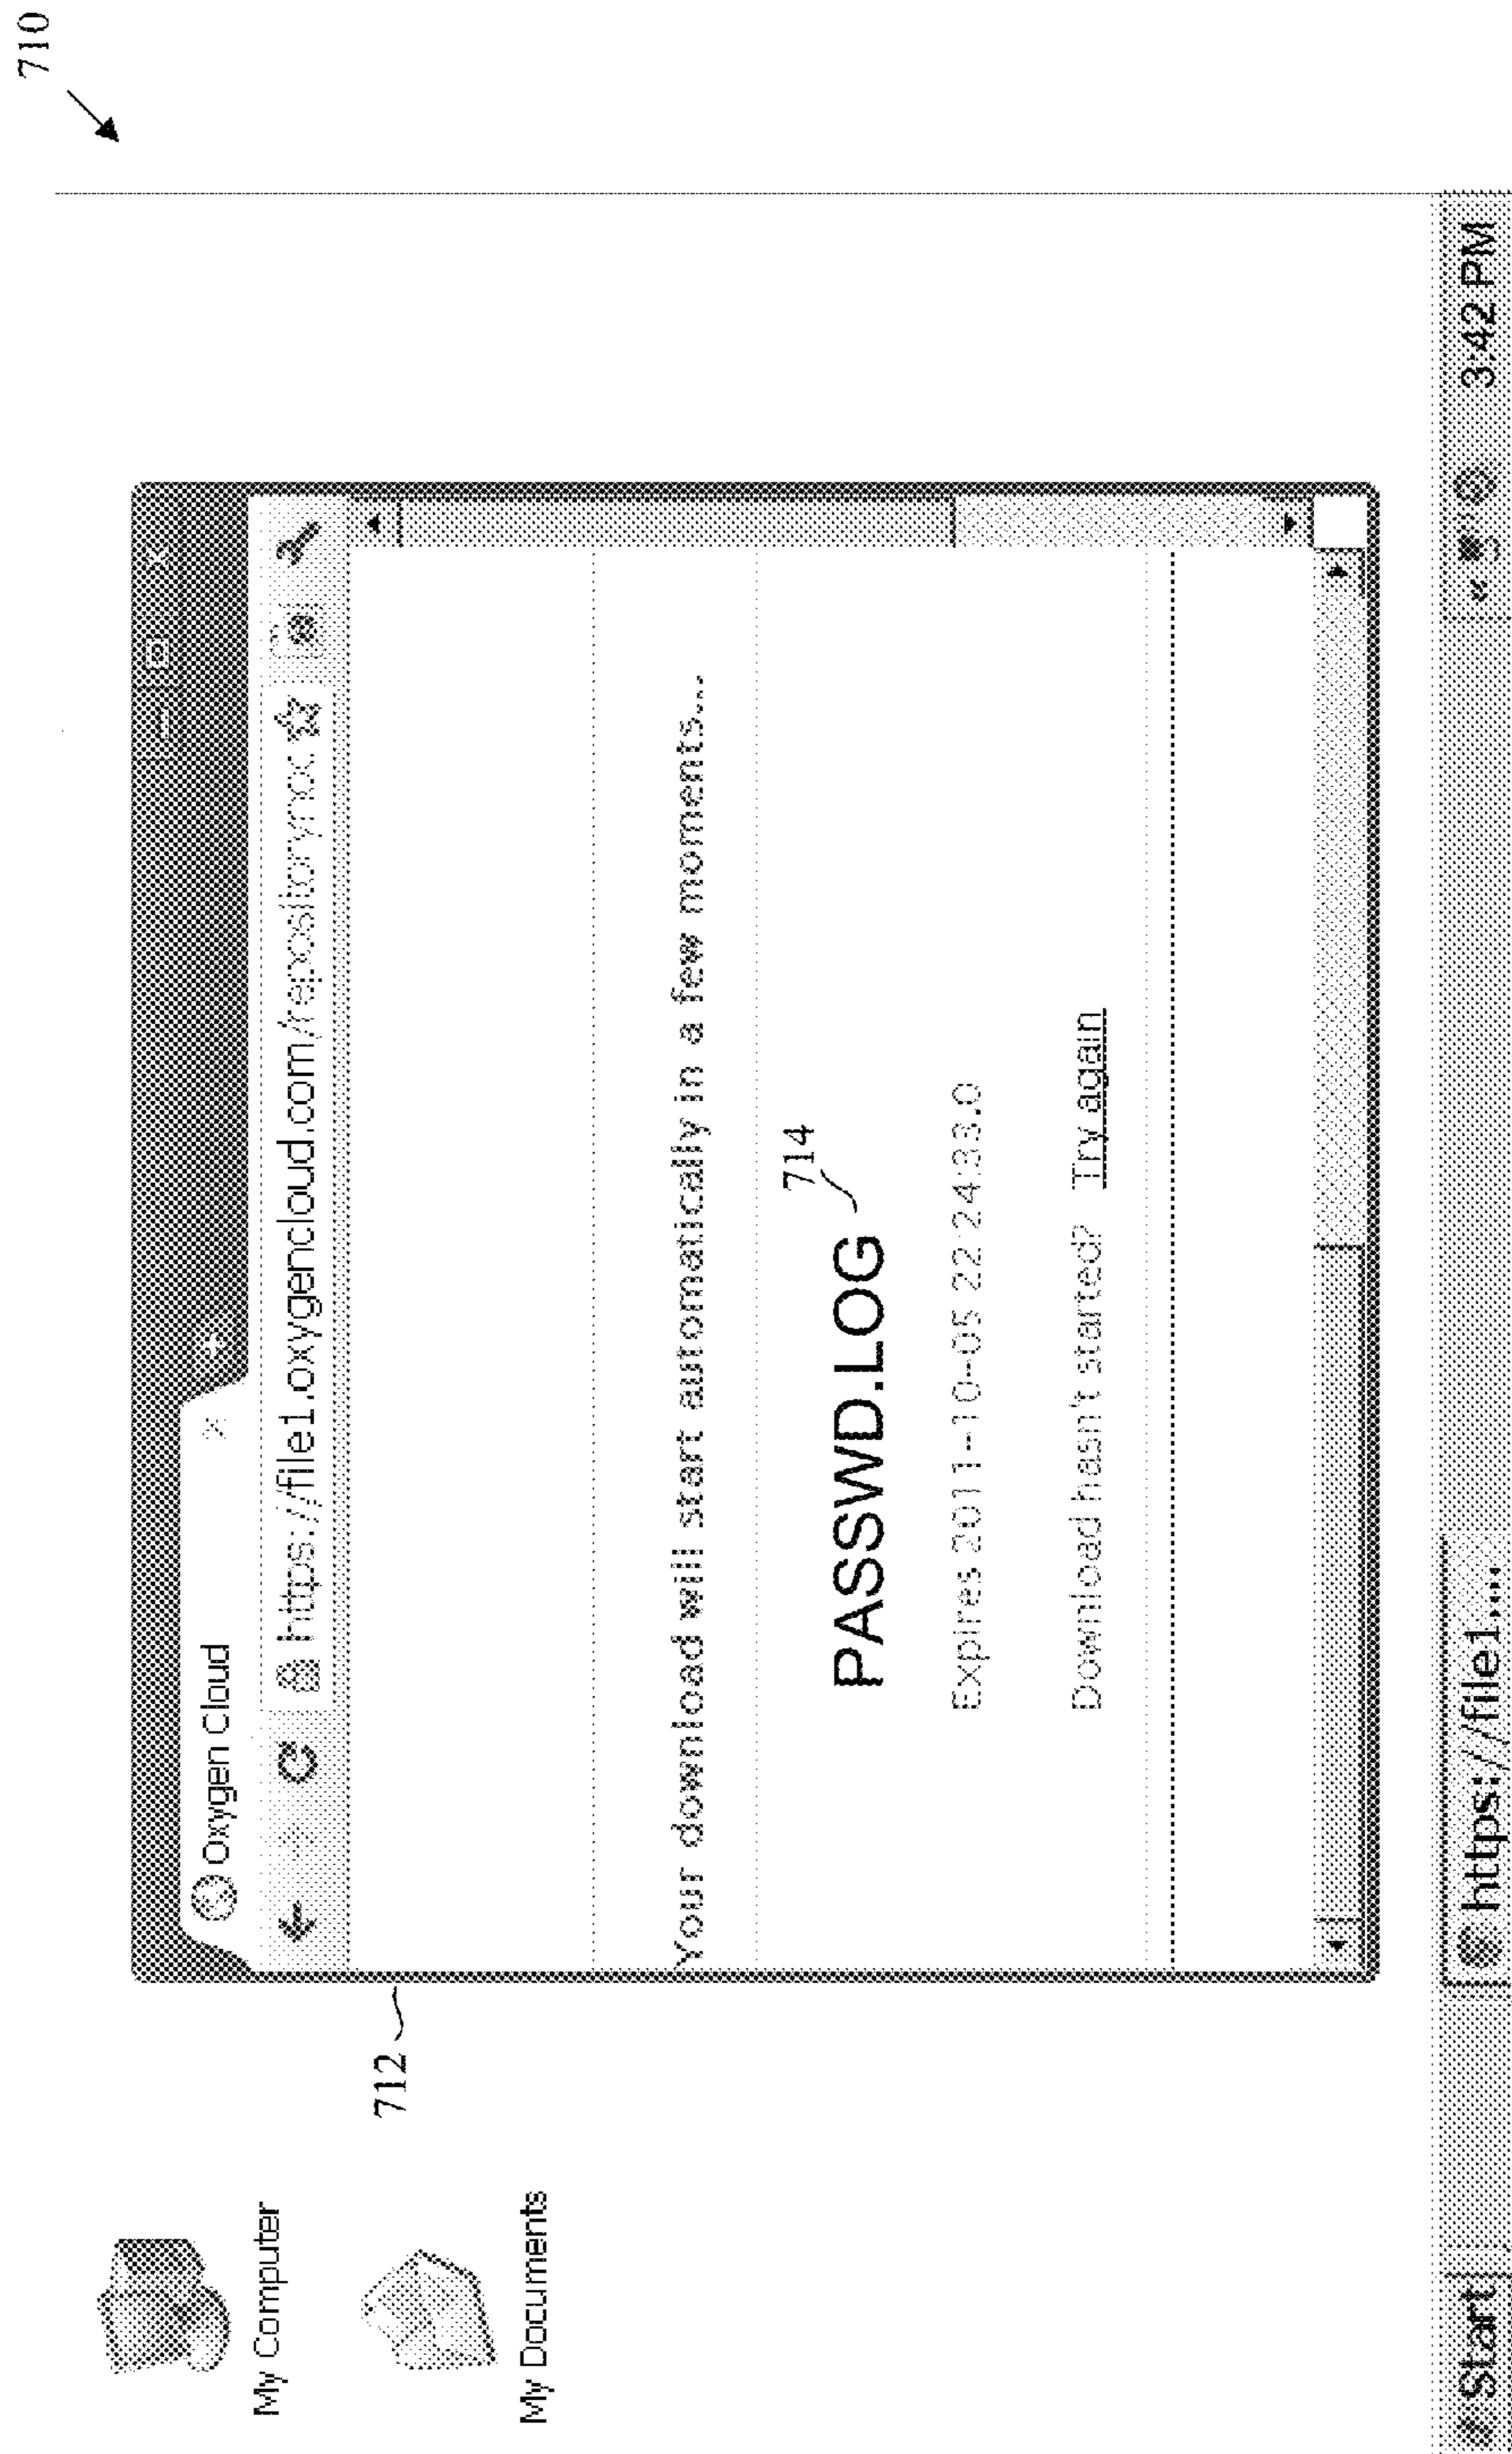 710
My Computer
My Documents
712
Oxygen Cloud
https://file1.oxygencloud.com/repositorynoc
Your download will start automatically in a few moments...
714
PASSWD.LOG
Expires 2011-10-05 22:24:33.0
Download hasn't started? Try again
Start
https://file1....
3:42 PM